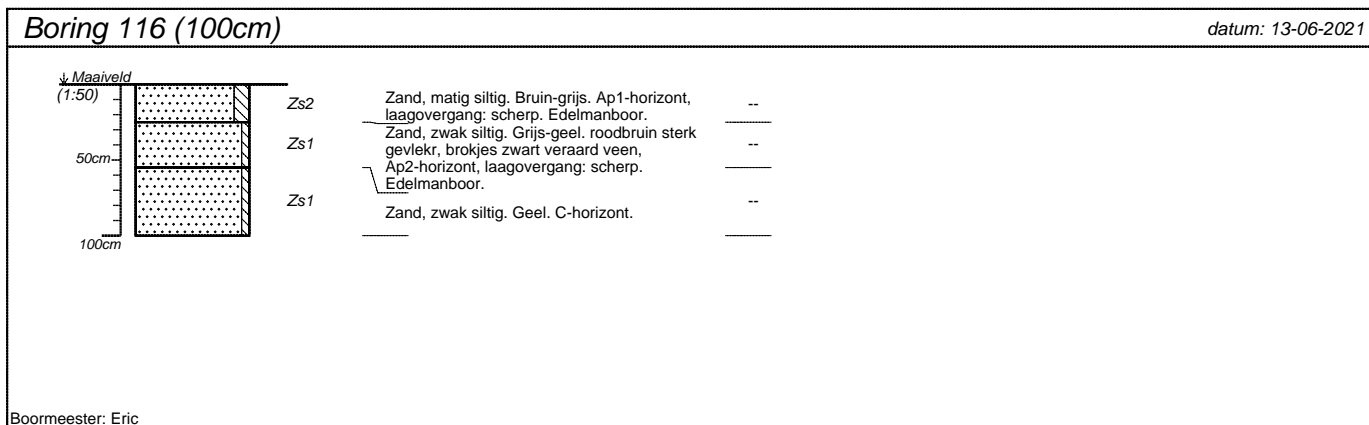 Boring 116 (100cm)
datum: 13-06-2021
Maaiveld
(1:50)
50cm
100cm
Zs2
Zand, matig siltig. Bruin-grijs. Ap1-horizont,
laagovergang: scherp. Edelmanboor.
--
Zs1
Zand, zwak siltig. Grijs-geel. roodbruin sterk
gevlekr, brokjes zwart veraard veen,
Ap2-horizont, laagovergang: scherp.
Edelmanboor.
--
Zs1
Zand, zwak siltig. Geel. C-horizont.
--
Boormeester: Eric